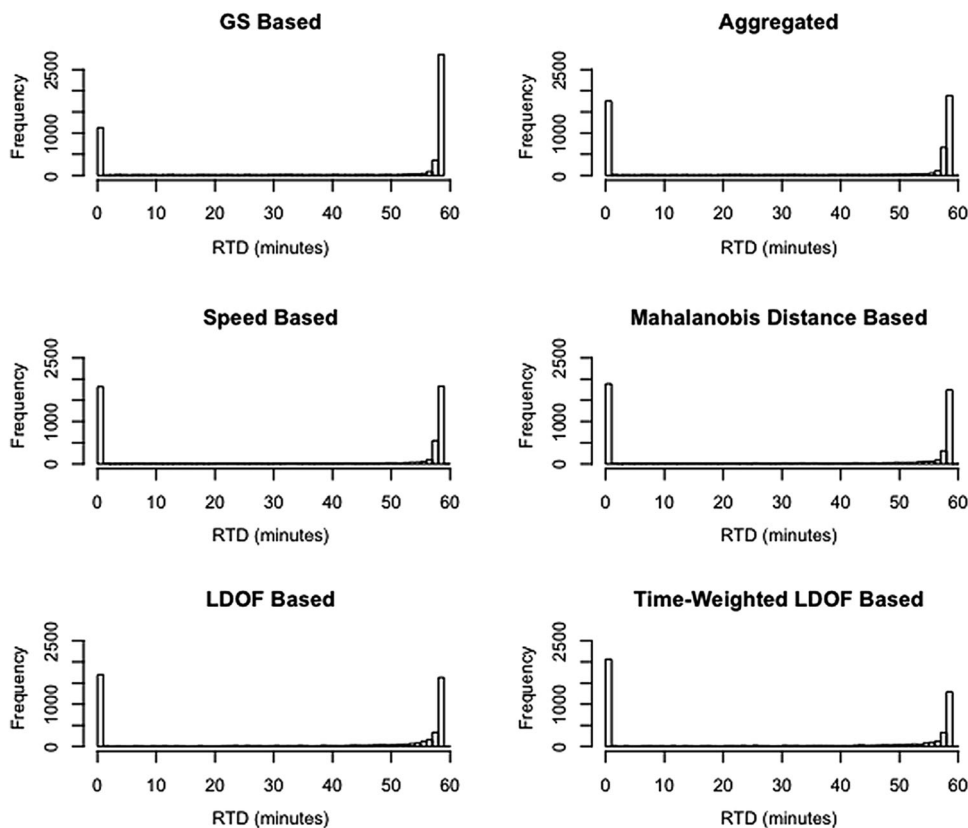 GS Based
Frequency
0 1000 2500
0 10 20 30 40 50 60
RTD (minutes)
Aggregated
Frequency
0 1000 2500
0 10 20 30 40 50 60
RTD (minutes)
Speed Based
Frequency
0 1000 2500
0 10 20 30 40 50 60
RTD (minutes)
Mahalanobis Distance Based
Frequency
0 1000 2500
0 10 20 30 40 50 60
RTD (minutes)
LDOF Based
Frequency
0 1000 2500
0 10 20 30 40 50 60
RTD (minutes)
Time-Weighted LDOF Based
Frequency
0 1000 2500
0 10 20 30 40 50 60
RTD (minutes)